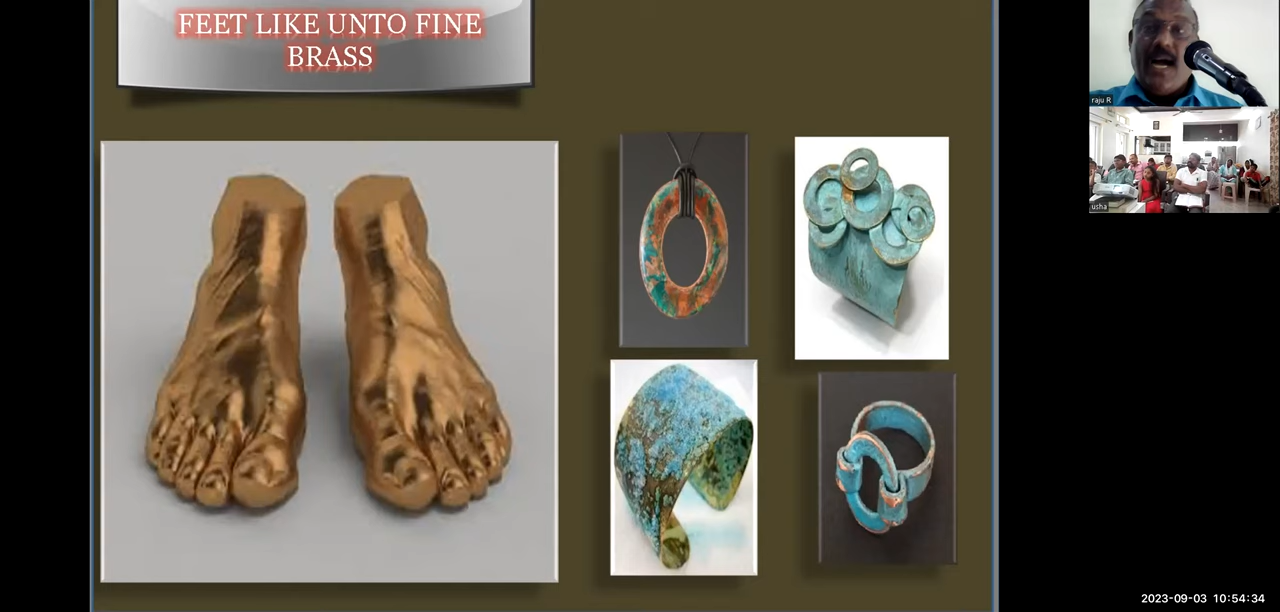 FEET LIKE UNTO FINE
BRASS
raju R
usha
2023-09-03 10:54:34